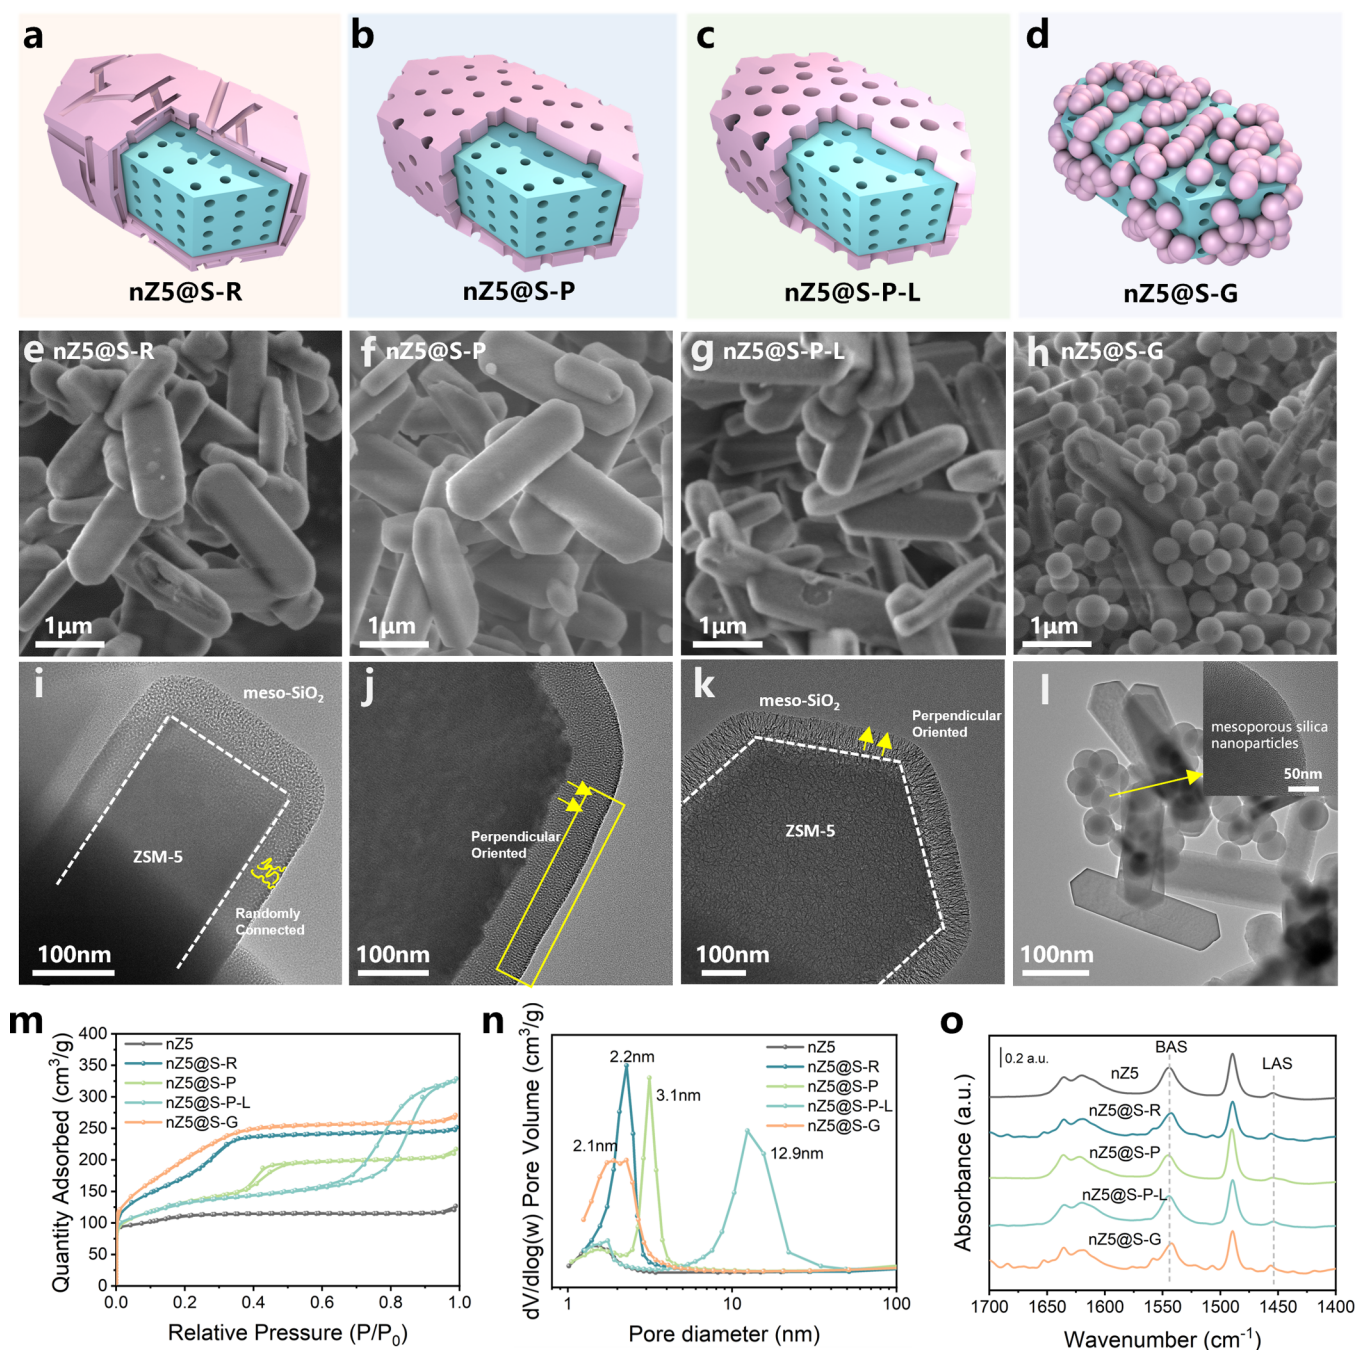 a
b
c
d
nZ5@S-R
nZ5@S-P
nZ5@S-P-L
nZ5@S-G
e nZ5@S-R
f nZ5@S-P
g nZ5@S-P-L
h nZ5@S-G
1μm
1μm
1μm
1μm
i
meso-SiO2
ZSM-5
Randomly
Connected
100nm
j
Perpendicular
Oriented
100nm
k
meso-SiO2
Perpendicular
Oriented
ZSM-5
100nm
l
mesoporous silica
nanoparticles
50nm
100nm
m
Quantity Adsorbed (cm³/g)
400
350
300
250
200
150
100
50
0
nZ5
nZ5@S-R
nZ5@S-P
nZ5@S-P-L
nZ5@S-G
0.0
0.2
0.4
0.6
0.8
1.0
Relative Pressure (P/P0)
n
dV/dlog(w) Pore Volume (cm³/g)
2.2nm
3.1nm
2.1nm
12.9nm
nZ5
nZ5@S-R
nZ5@S-P
nZ5@S-P-L
nZ5@S-G
1
10
100
Pore diameter (nm)
o
Absorbance (a.u.)
0.2 a.u.
BAS
LAS
nZ5
nZ5@S-R
nZ5@S-P
nZ5@S-P-L
nZ5@S-G
1700
1650
1600
1550
1500
1450
1400
Wavenumber (cm⁻¹)